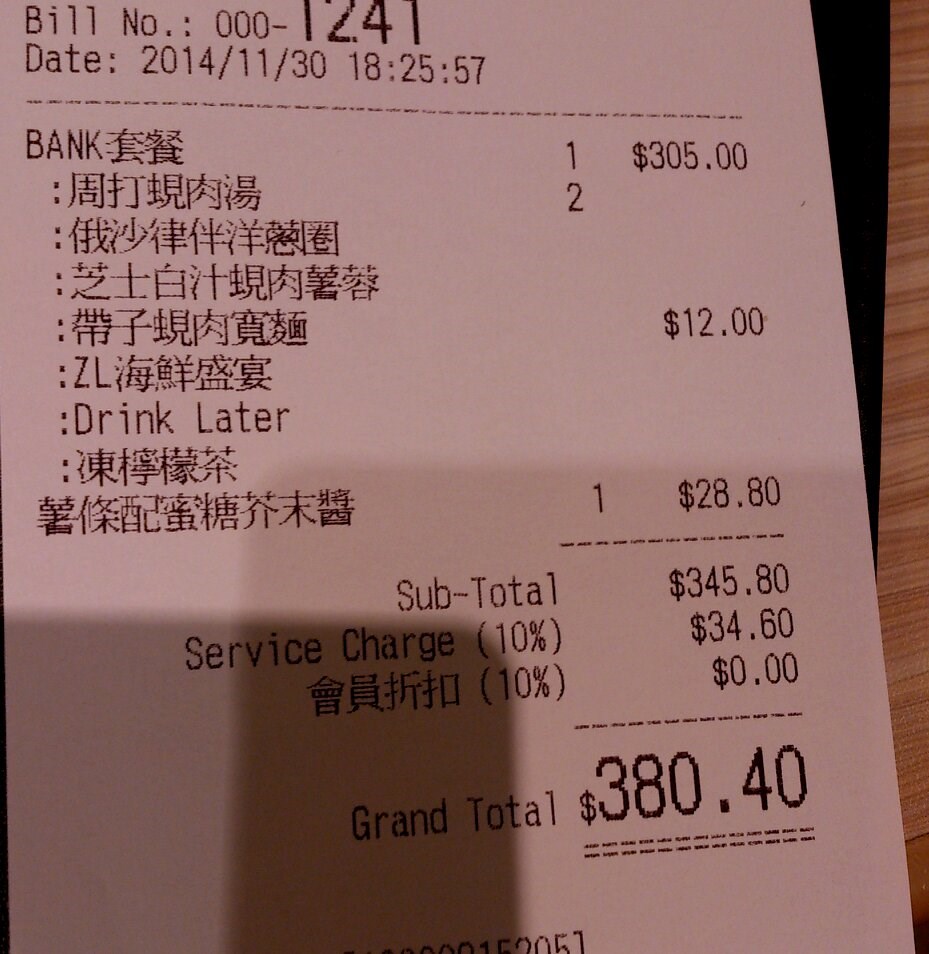 Bill No.: 000-1241
Date: 2014/11/30 18:25:57
BANK套餐 1 $305.00
:周打蜆肉湯 2
:俄沙律伴洋蔥圈
:芝士白汁蜆肉薯蓉
:帶子蜆肉寬麵 $12.00
:ZL海鮮盛宴
:Drink Later
:凍檸檬茶
薯條配蜜糖芥末醬 1 $28.80
Sub-Total $345.80
Service Charge (10%) $34.60
會員折扣 (10%) $0.00
Grand Total $380.40